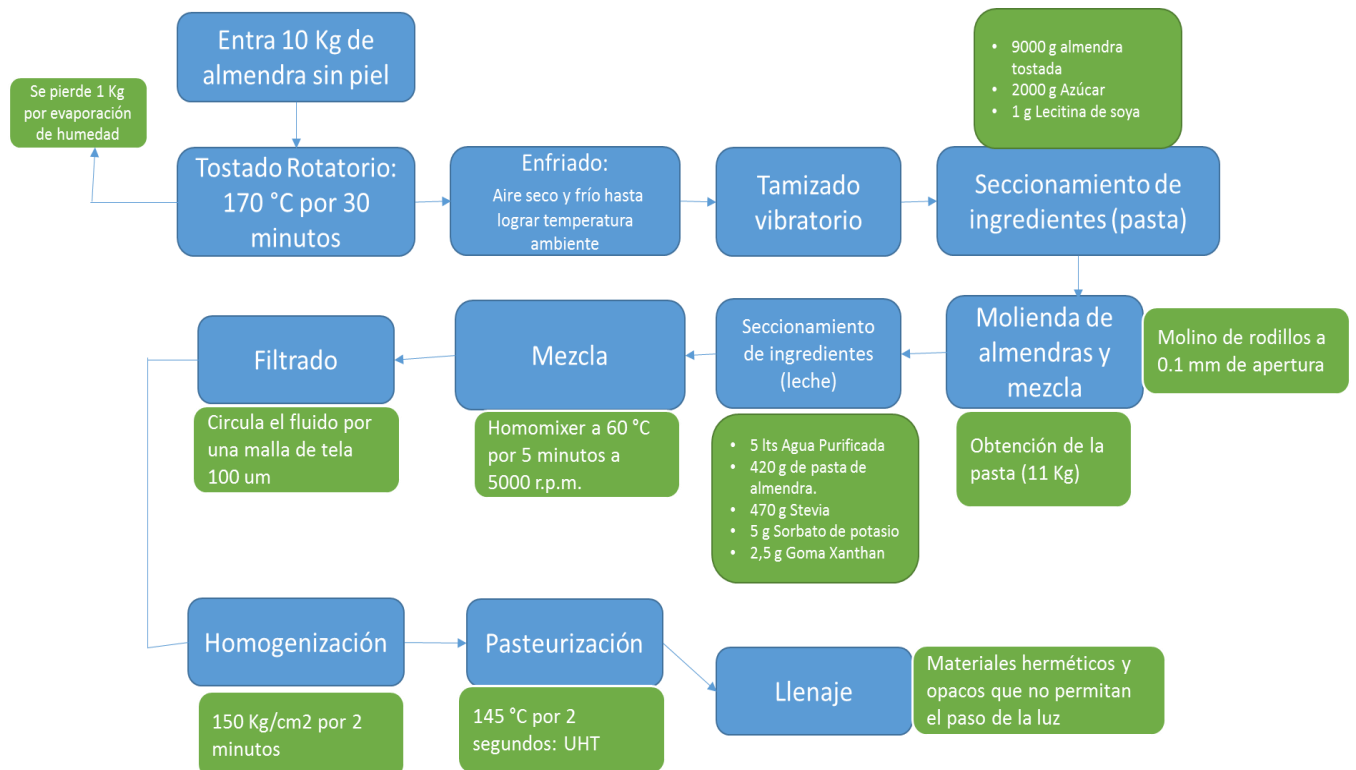 Entra 10 Kg de
almendra sin piel
Se pierde 1 Kg
por evaporación
de humedad
Tostado Rotatorio:
170 °C por 30
minutos
Enfriado:
Aire seco y frío hasta
lograr temperatura
ambiente
Tamizado
vibratorio
• 9000 g almendra
tostada
• 2000 g Azúcar
• 1 g Lecitina de soya
Seccionamiento de
ingredientes (pasta)
Molienda de
almendras y
mezcla
Molino de rodillos a
0.1 mm de apertura
Obtención de la
pasta (11 Kg)
Seccionamiento
de ingredientes
(leche)
• 5 lts Agua Purificada
• 420 g de pasta de
almendra.
• 470 g Stevia
• 5 g Sorbato de potasio
• 2,5 g Goma Xanthan
Mezcla
Homomixer a 60 °C
por 5 minutos a
5000 r.p.m.
Filtrado
Circula el fluido por
una malla de tela
100 um
Homogenización
150 Kg/cm2 por 2
minutos
Pasteurización
145 °C por 2
segundos: UHT
Llenaje
Materiales herméticos y
opacos que no permitan
el paso de la luz